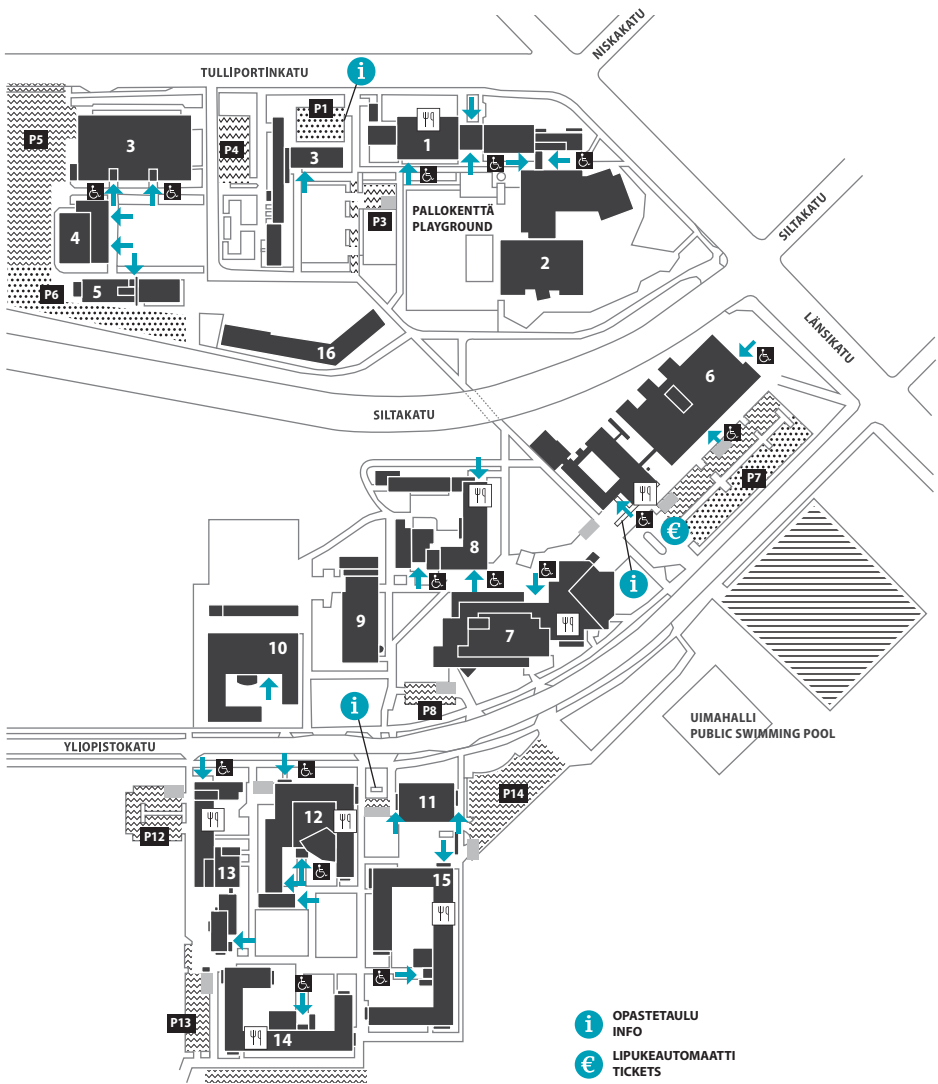 NISKAKATU
TULLIPORTINKATU
i
P1
P5
3
P4
3
1
SILTAKATU
P3
PALLOKENTTÄ
PLAYGROUND
4
2
P6
5
LÄNSIKATU
16
6
SILTAKATU
P7
8
€
i
9
7
10
i
P8
UIMAHALLI
PUBLIC SWIMMING POOL
YLIOPISTOKATU
P14
11
P12
12
13
15
P13
14
i
OPASTETAULU
INFO
€
LIPUKEAUTOMAATTI
TICKETS